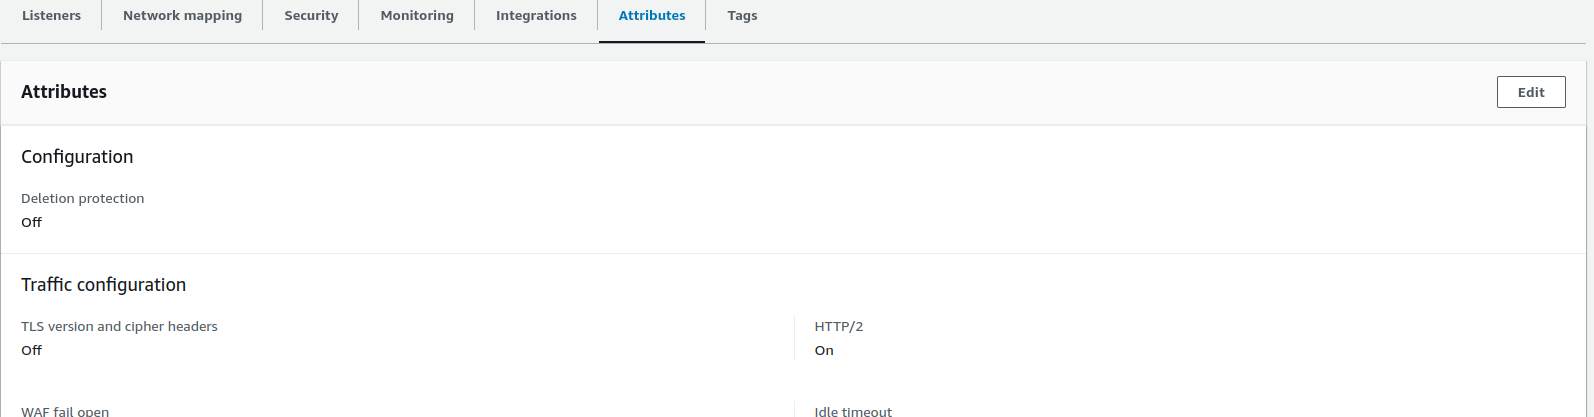 Listeners
Network mapping
Security
Monitoring
Integrations
Attributes
Tags
Attributes
Edit
Configuration
Deletion protection
Off
Traffic configuration
TLS version and cipher headers
Off
HTTP/2
On
WAF fail open
Idle timeout